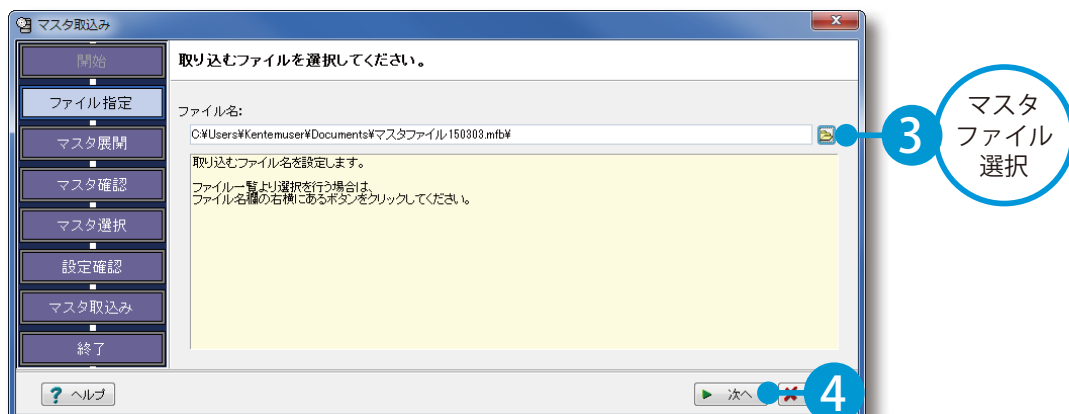 マスタ取込み
開始
ファイル指定
マスタ展開
マスタ確認
マスタ選択
設定確認
マスタ取込み
終了
取り込むファイルを選択してください。
ファイル名:
C:¥Users¥Kentemuser¥Documents¥マスタファイル150303.mfb¥
取り込むファイル名を設定します。
ファイル一覧より選択を行う場合は、
ファイル名欄の右横にあるボタンをクリックしてください。
3
マスタ
ファイル
選択
? ヘルプ
次へ
4